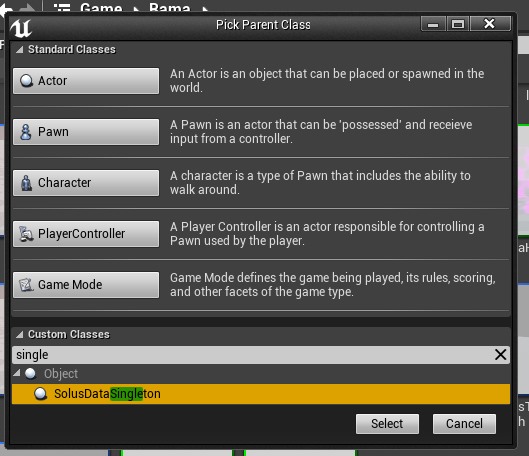 Game Rama
Pick Parent Class
Standard Classes
Actor
An Actor is an object that can be placed or spawned in the
world.
Pawn
A Pawn is an actor that can be 'possessed' and receieve
input from a controller.
Character
A character is a type of Pawn that includes the ability to
walk around.
PlayerController
A Player Controller is an actor responsible for controlling a
Pawn used by the player.
Game Mode
Game Mode defines the game being played, its rules, scoring,
and other facets of the game type.
Custom Classes
single
Object
SolusDataSingleton
Select
Cancel